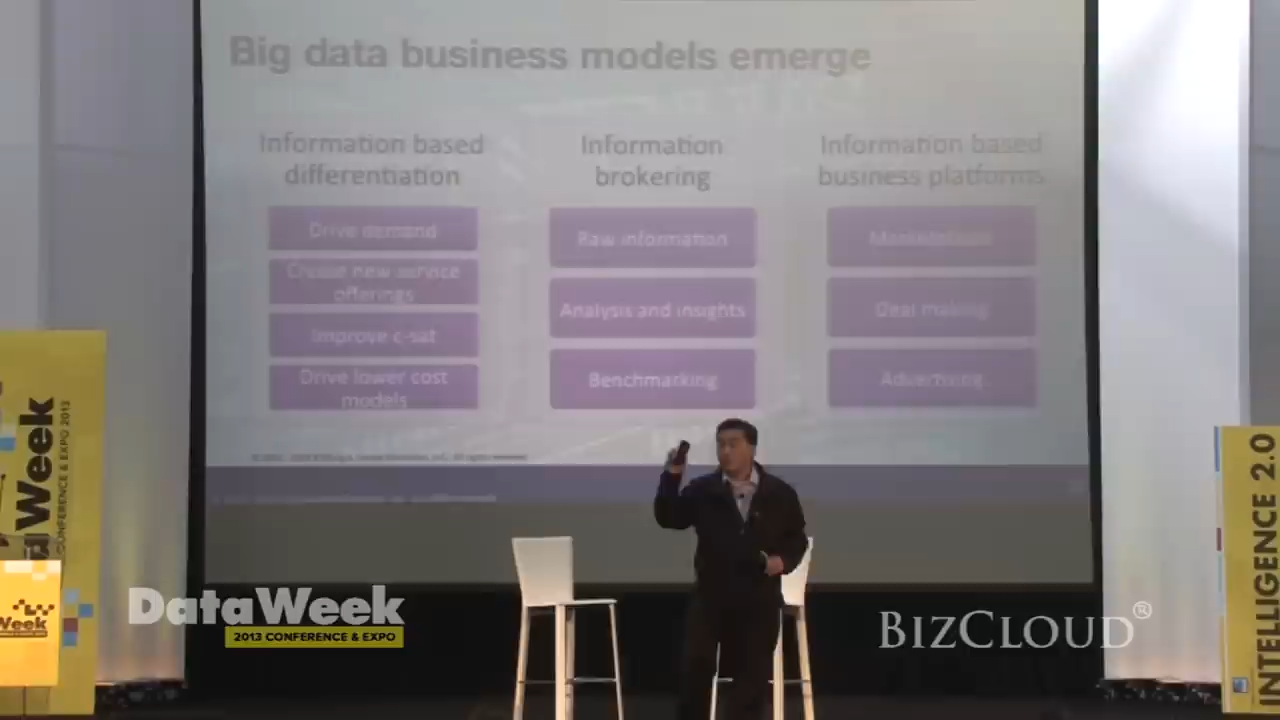 Big data business models emerge
Information based
differentiation
Drive demand
Create new service
offerings
Improve c-sat
Drive lower cost
models
Information
brokering
Raw information
Analysis and insights
Benchmarking
Information based
business platforms
Deal making
Advertising
Week
CONFERENCE & EXPO 2013
Week
DataWeek
2013 CONFERENCE & EXPO
BIZCLOUD®
INTELLIGENCE 2.0